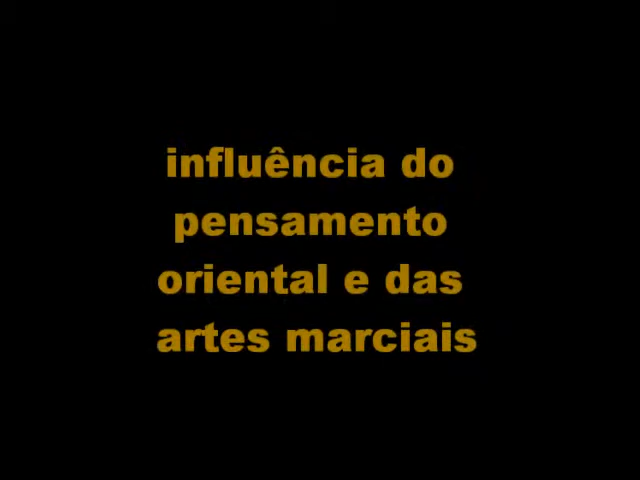 influência do
pensamento
oriental e das
artes marciais